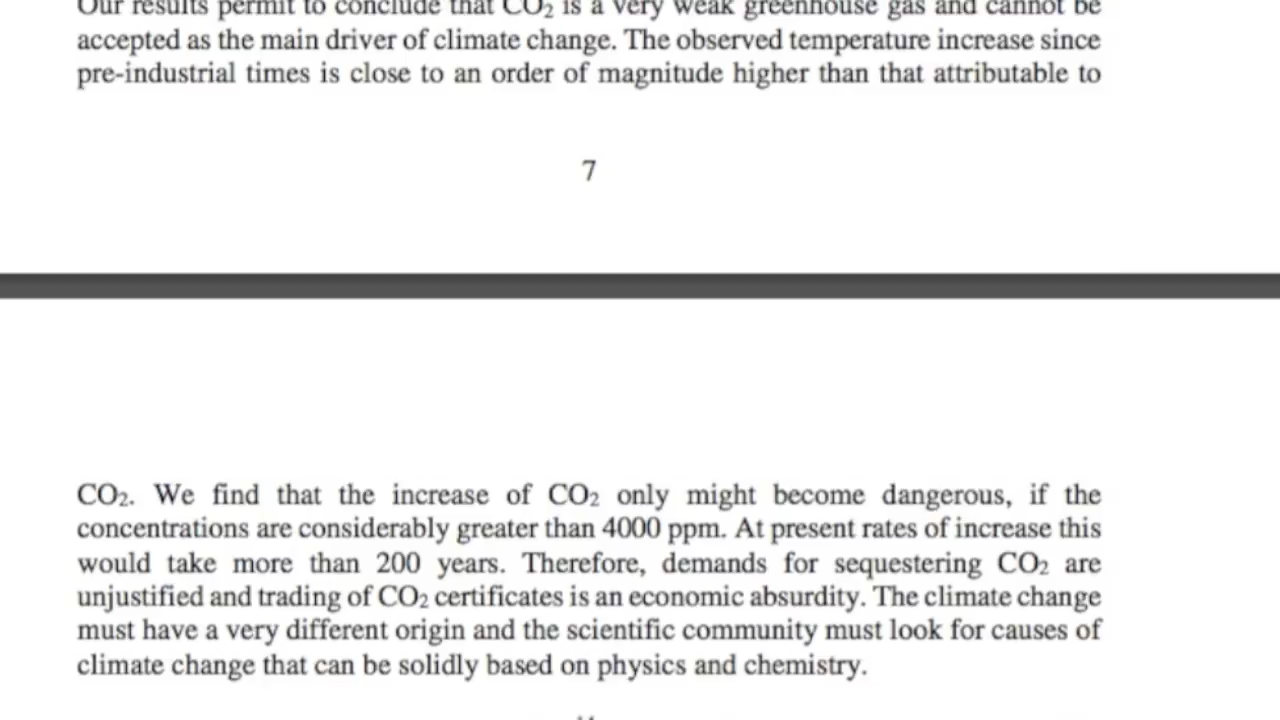 Our results permit to conclude that CO₂ is a very weak greenhouse gas and cannot be
accepted as the main driver of climate change. The observed temperature increase since
pre-industrial times is close to an order of magnitude higher than that attributable to
7
CO₂. We find that the increase of CO₂ only might become dangerous, if the
concentrations are considerably greater than 4000 ppm. At present rates of increase this
would take more than 200 years. Therefore, demands for sequestering CO₂ are
unjustified and trading of CO₂ certificates is an economic absurdity. The climate change
must have a very different origin and the scientific community must look for causes of
climate change that can be solidly based on physics and chemistry.